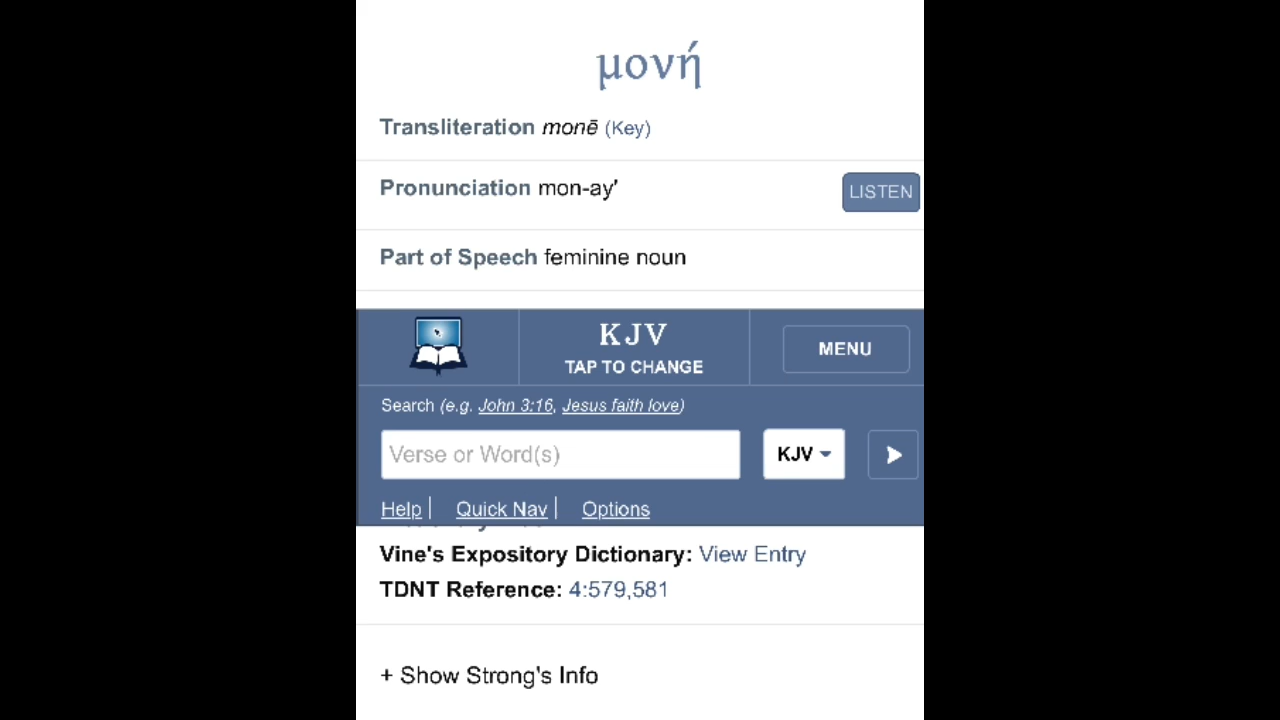 μονή
Transliteration monē (Key)
Pronunciation mon-ay'
LISTEN
Part of Speech feminine noun
KJV
TAP TO CHANGE
MENU
Search (e.g. John 3:16, Jesus faith love)
Verse or Word(s)
KJV
Help
Quick Nav
Options
Vine's Expository Dictionary: View Entry
TDNT Reference: 4:579,581
+ Show Strong's Info